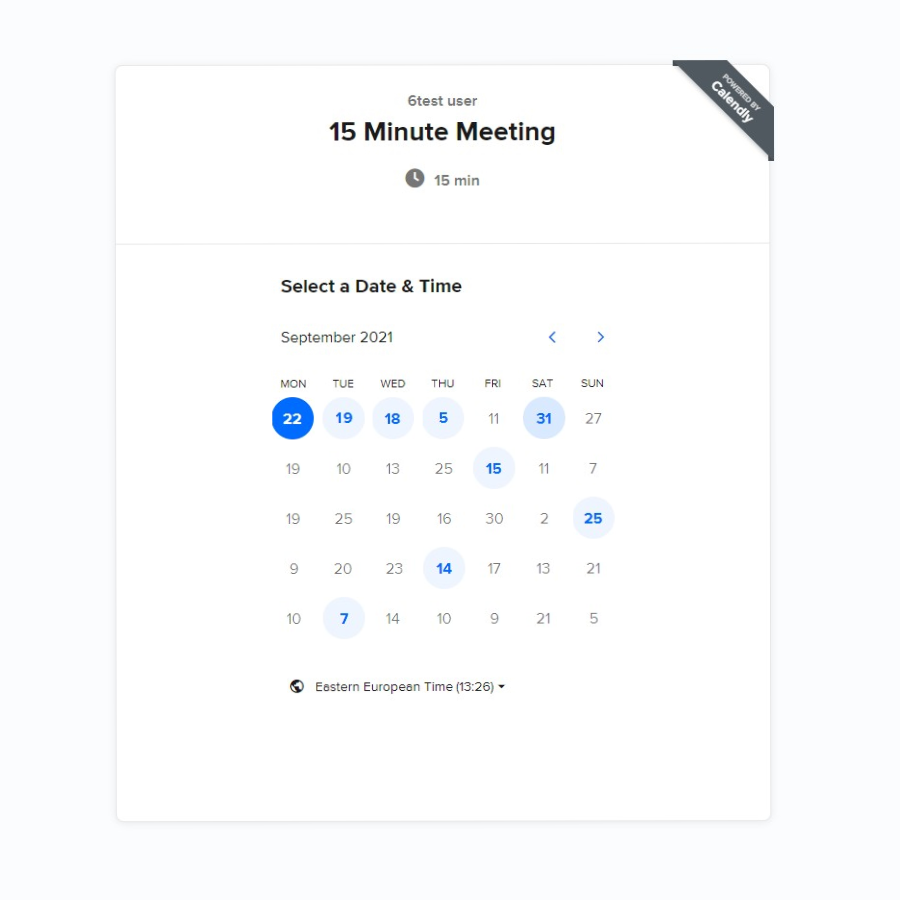 POWERED BY
Calendly
6test user
15 Minute Meeting
15 min
Select a Date & Time
September 2021
MON TUE WED THU FRI SAT SUN
22 19 18 5 11 31 27
19 10 13 25 15 11 7
19 25 19 16 30 2 25
9 20 23 14 17 13 21
10 7 14 10 9 21 5
Eastern European Time (13:26)